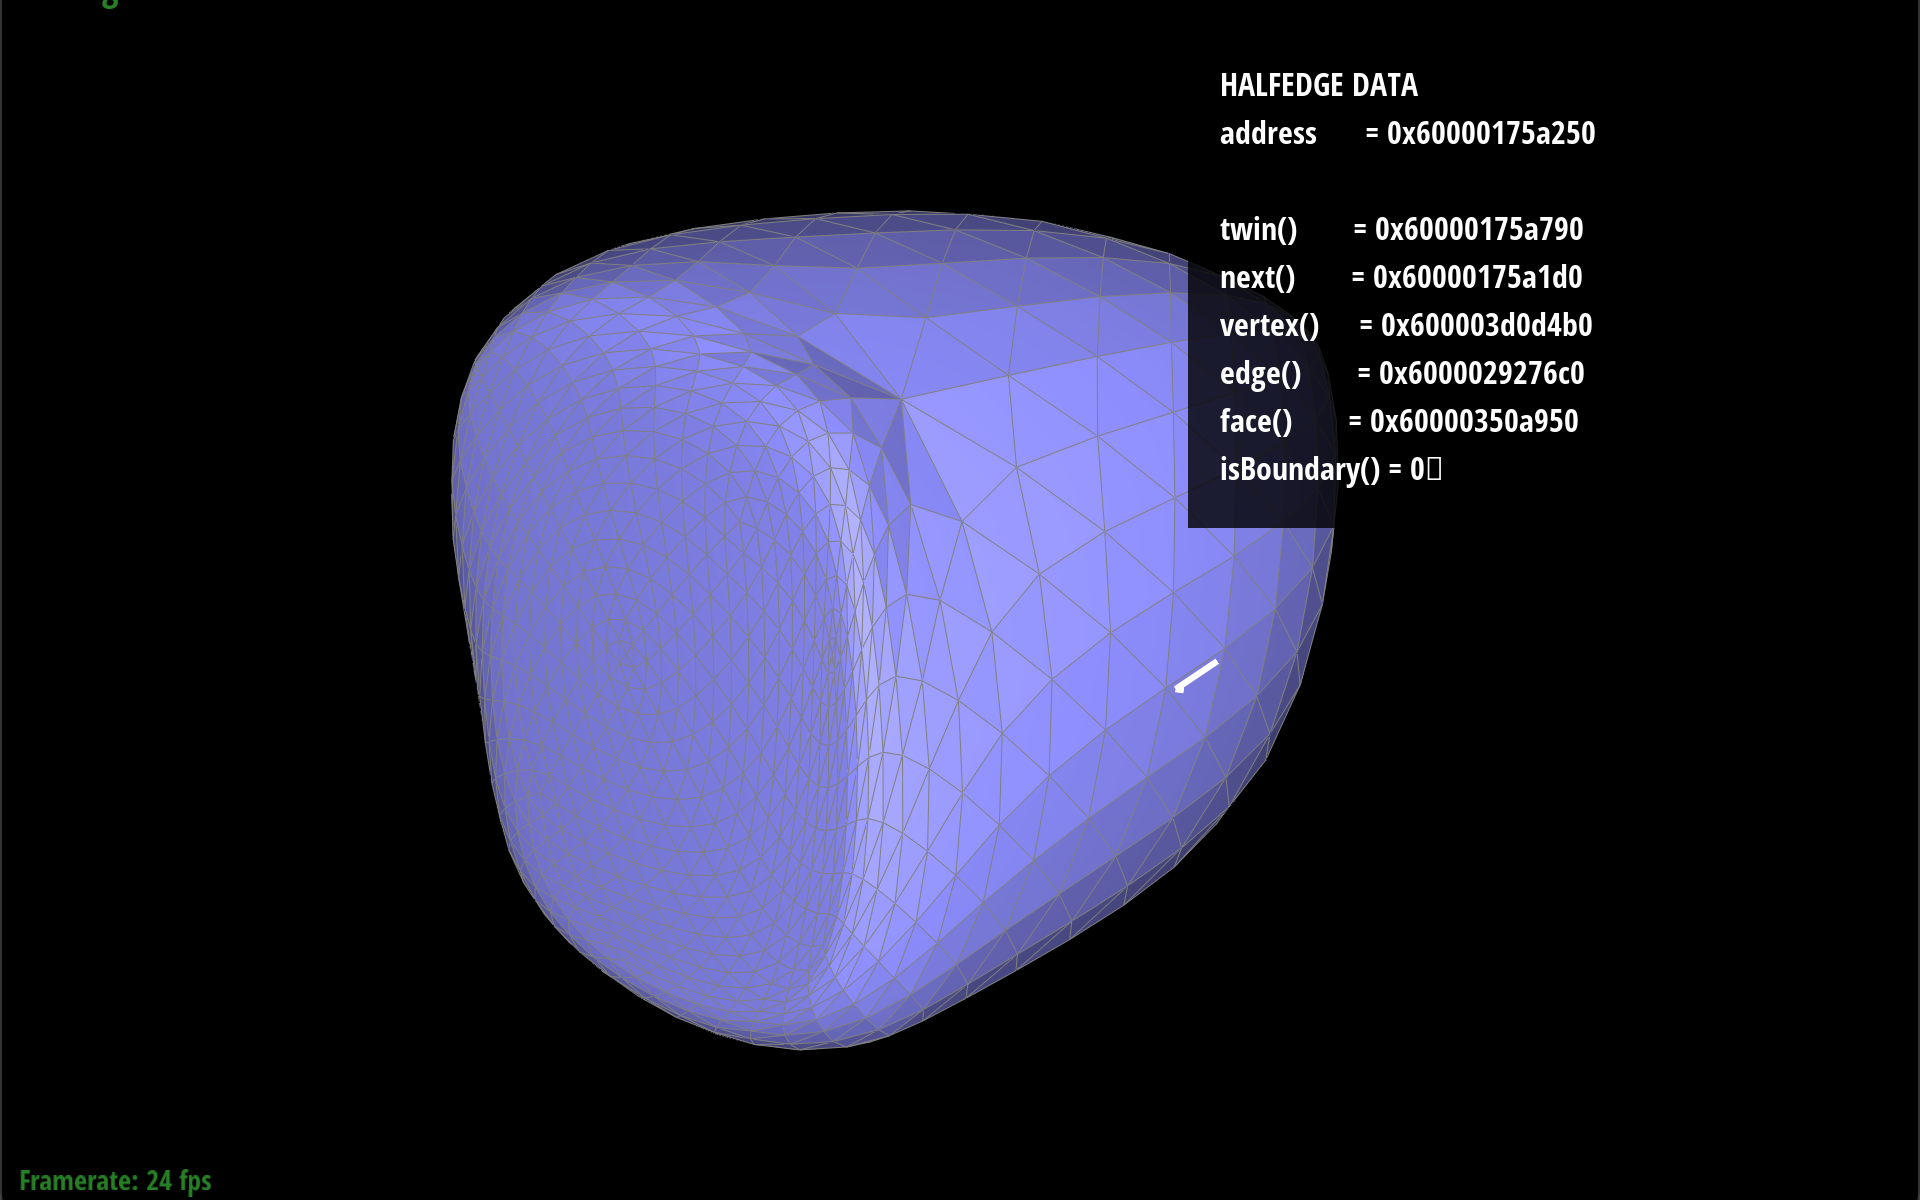 HALFEDGE DATA
address = 0x60000175a250
twin() = 0x60000175a790
next() = 0x60000175a1d0
vertex() = 0x600003d0d4b0
edge() = 0x6000029276c0
face() = 0x60000350a950
isBoundary() = 0
Framerate: 24 fps